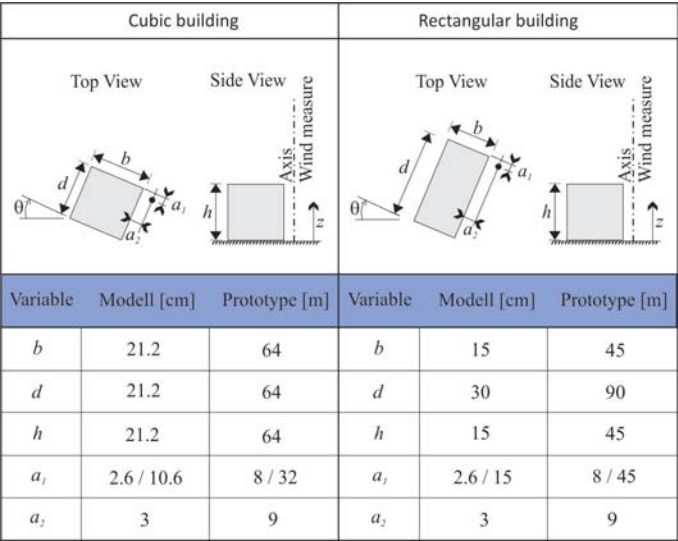 Cubic building Rectangular building
Top View Side View Top View Side View
Axis
Wind measure
b
d
a₁
a₂
θ
h
z
Axis
Wind measure
b
d
a₁
a₂
θ
h
z
Variable Modell [cm] Prototype [m] Variable Modell [cm] Prototype [m]
b 21.2 64 b 15 45
d 21.2 64 d 30 90
h 21.2 64 h 15 45
a₁ 2.6 / 10.6 8 / 32 a₁ 2.6 / 15 8 / 45
a₂ 3 9 a₂ 3 9